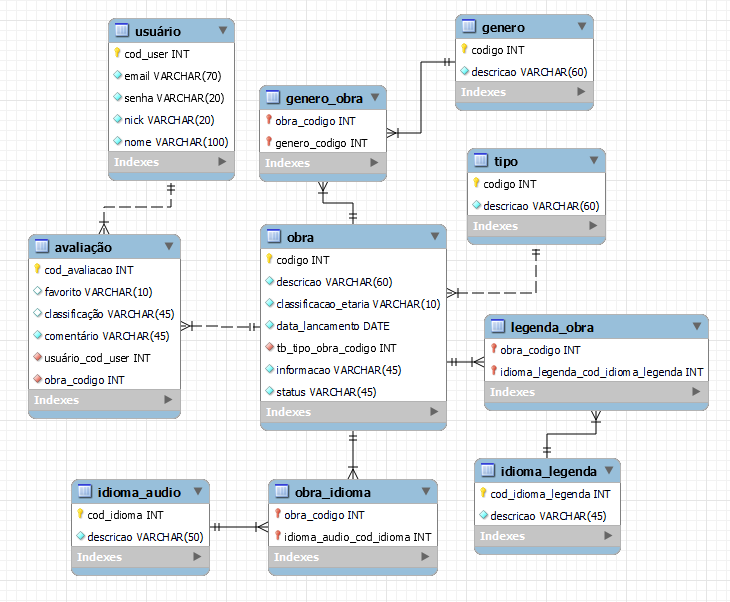 usuário
cod_user INT
email VARCHAR(70)
senha VARCHAR(20)
nick VARCHAR(20)
nome VARCHAR(100)
Indexes
genero
codigo INT
descricao VARCHAR(60)
Indexes
genero_obra
obra_codigo INT
genero_codigo INT
Indexes
tipo
codigo INT
descricao VARCHAR(60)
Indexes
avaliação
cod_avaliacao INT
favorito VARCHAR(10)
classificação VARCHAR(45)
comentário VARCHAR(45)
usuário_cod_user INT
obra_codigo INT
Indexes
obra
codigo INT
descricao VARCHAR(60)
classificacao_etaria VARCHAR(10)
data_lancamento DATE
tb_tipo_obra_codigo INT
informacao VARCHAR(45)
status VARCHAR(45)
Indexes
legenda_obra
obra_codigo INT
idioma_legenda_cod_idioma_legenda INT
Indexes
idioma_audio
cod_idioma INT
descricao VARCHAR(50)
Indexes
obra_idioma
obra_codigo INT
idioma_audio_cod_idioma INT
Indexes
idioma_legenda
cod_idioma_legenda INT
descricao VARCHAR(45)
Indexes